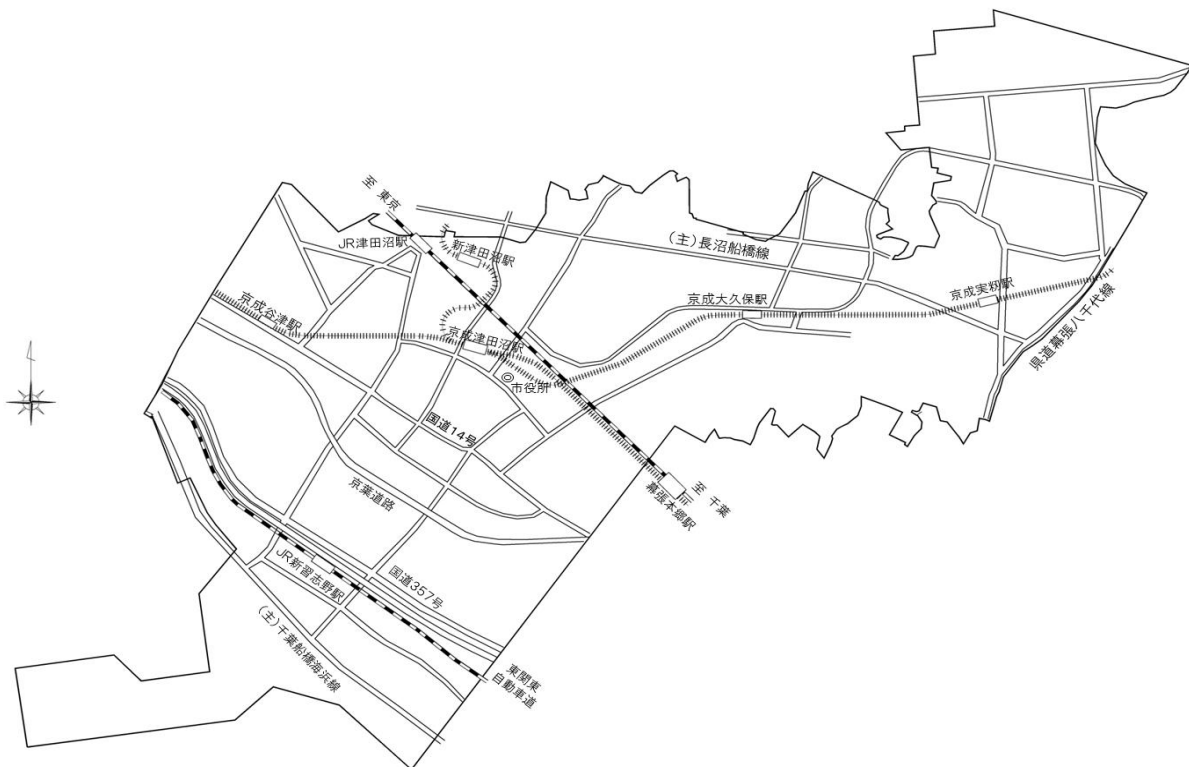 至 東京
JR津田沼駅
新津田沼駅
(主)長沼船橋線
京成谷津駅
京成津田沼駅
京成大久保駅
京成実籾駅
県道幕張八千代線
市役所
国道14号
京葉道路
幕張本郷駅
至 千葉
JR新習志野駅
国道357号
(主)千葉船橋海浜線
東関東
自動車道